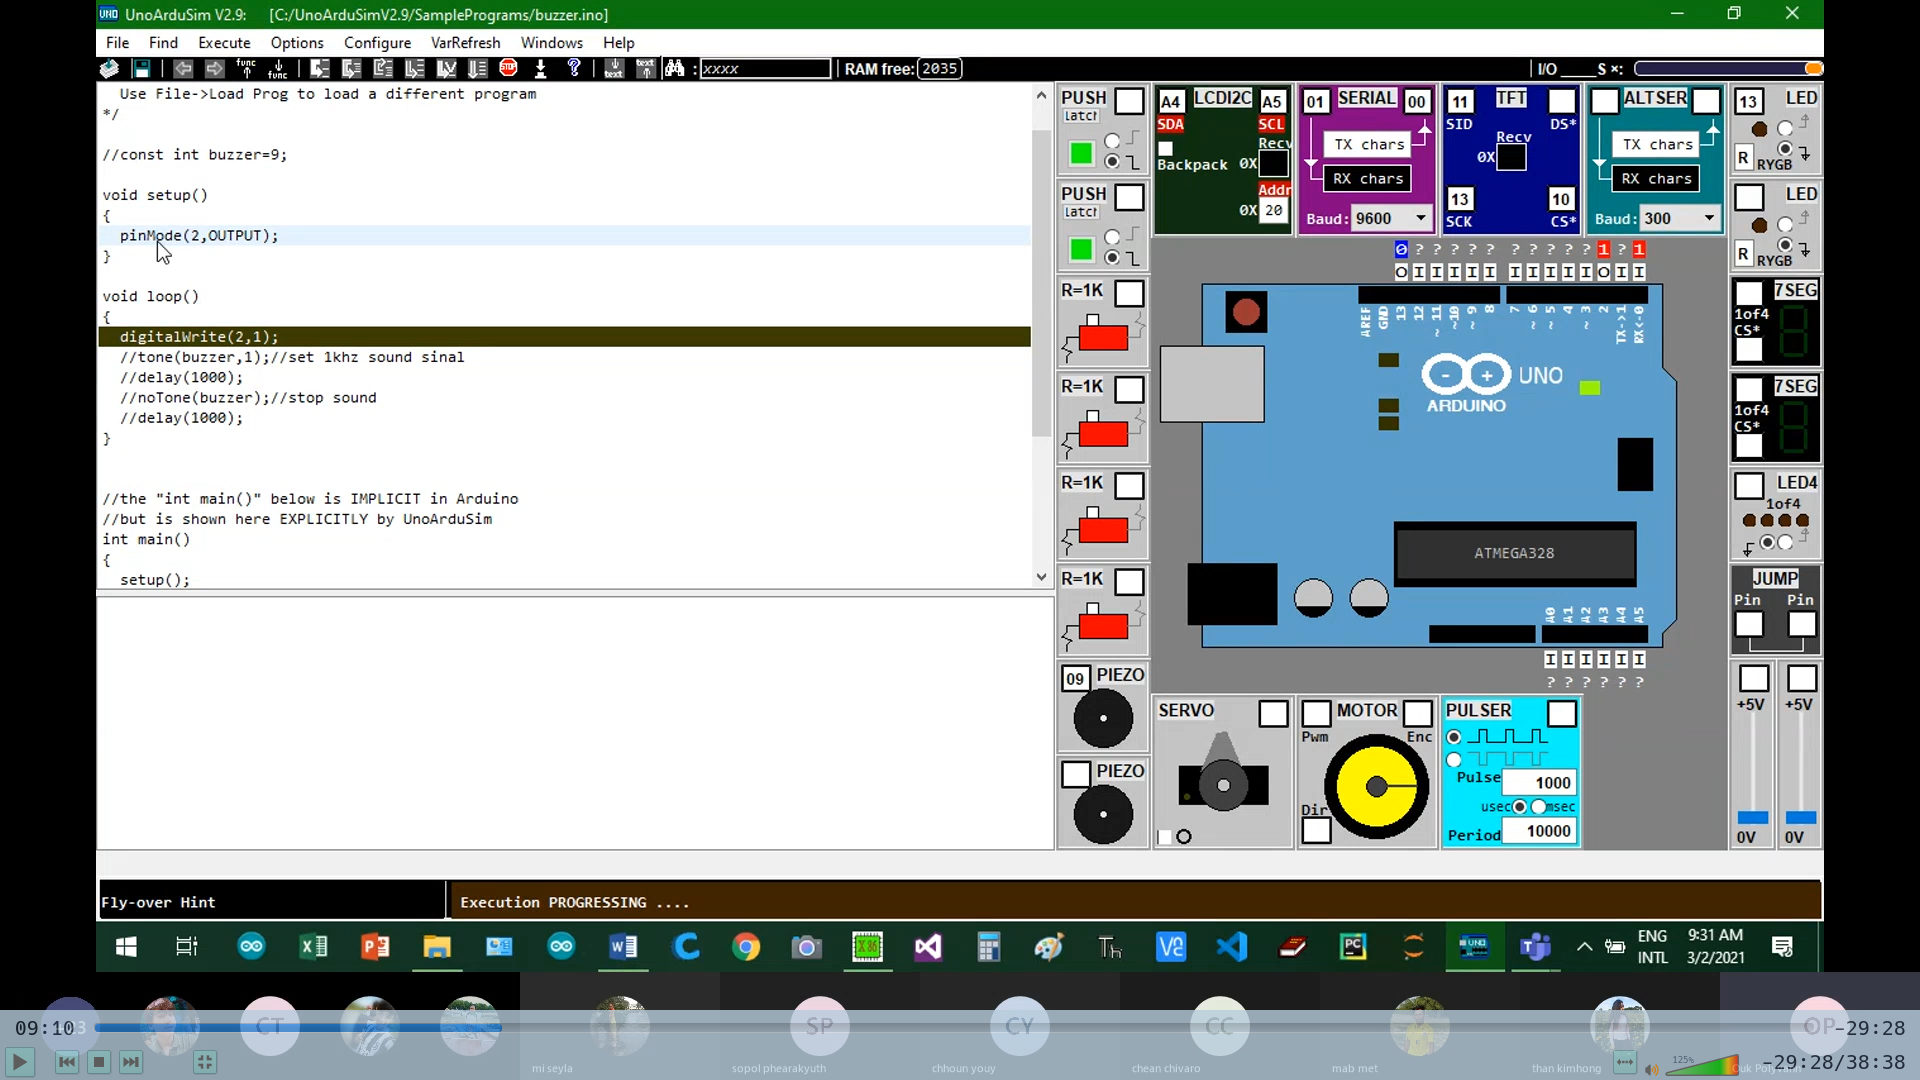 UnoArduSim V2.9: [C:/UnoArduSimV2.9/SamplePrograms/buzzer.ino]
File Find Execute Options Configure VarRefresh Windows Help
func func STOP ? text text : xxxx RAM free: 2035 I/O ____S ×:
Use File->Load Prog to load a different program
*/
//const int buzzer=9;
void setup()
{
pinMode(2,OUTPUT);
}
void loop()
{
digitalWrite(2,1);
//tone(buzzer,1);//set 1khz sound sinal
//delay(1000);
//noTone(buzzer);//stop sound
//delay(1000);
}
//the "int main()" below is IMPLICIT in Arduino
//but is shown here EXPLICITLY by UnoArduSim
int main()
{
setup();
PUSH
latch
PUSH
latch
R=1K
R=1K
R=1K
R=1K
09 PIEZO
PIEZO
A4 LCDI2C A5
SDA SCL
Recv
Backpack 0X
Addr
0X 20
01 SERIAL 00
TX chars
RX chars
Baud: 9600
11 TFT
SID DS*
Recv
0X
13 10
SCK CS*
ALTSER
TX chars
RX chars
Baud: 300
13 LED
R RYGB
LED
R RYGB
7SEG
1of4
CS*
7SEG
1of4
CS*
LED4
1of4
JUMP
Pin Pin
+5V +5V
0V 0V
0 ? ? ? ? ? ? ? ? ? ? 1 ? 1
O I I I I I I I I I I O I I
AREF GND 13 12 ~11 ~10 ~9 8 7 ~6 ~5 4 ~3 2 TX->1 RX<-0
- + UNO
ARDUINO
ATMEGA328
A0 A1 A2 A3 A4 A5
I I I I I I
? ? ? ? ? ?
SERVO
MOTOR
Pwm Enc
Dir
PULSER
Pulse 1000
usec msec
Period 10000
Fly-over Hint
Execution PROGRESSING ....
ENG
INTL
9:31 AM
3/2/2021
CT SP CY CC OP
09:10
-29:28
125%
-29:28/38:38
mi seyla sopol phearakyuth chhoun youy chean chivaro mab met than kimhong